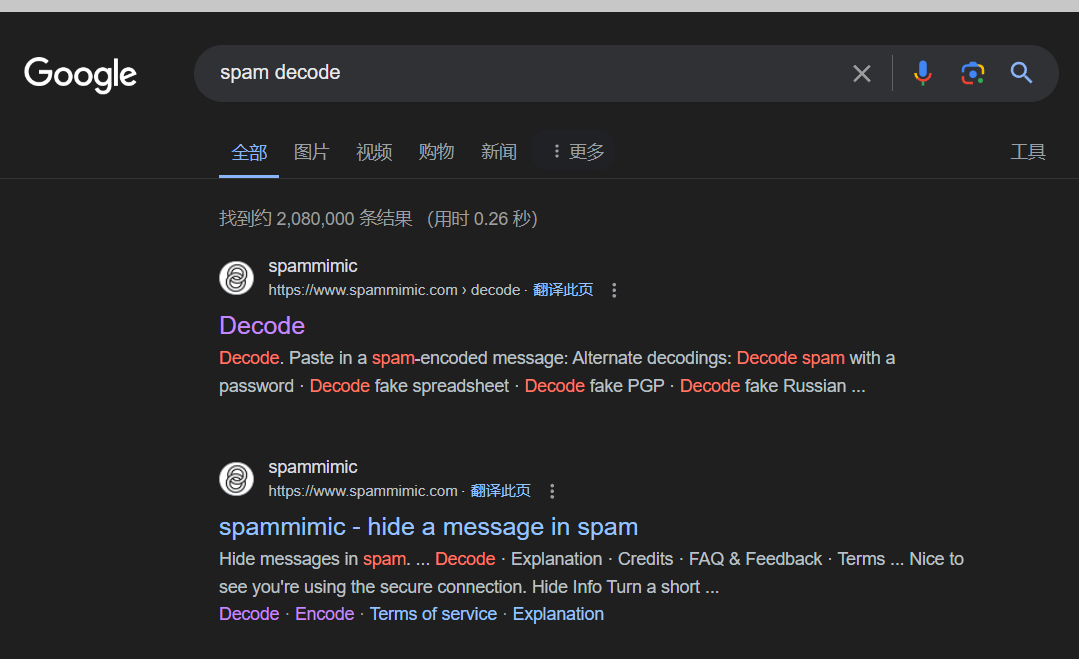 Google
spam decode
全部 图片 视频 购物 新闻 更多 工具
找到约 2,080,000 条结果 （用时 0.26 秒）
spammimic
https://www.spammimic.com › decode · 翻译此页
Decode
Decode. Paste in a spam-encoded message: Alternate decodings: Decode spam with a
password · Decode fake spreadsheet · Decode fake PGP · Decode fake Russian ...
spammimic
https://www.spammimic.com · 翻译此页
spammimic - hide a message in spam
Hide messages in spam. ... Decode · Explanation · Credits · FAQ & Feedback · Terms ... Nice to
see you're using the secure connection. Hide Info Turn a short ...
Decode · Encode · Terms of service · Explanation